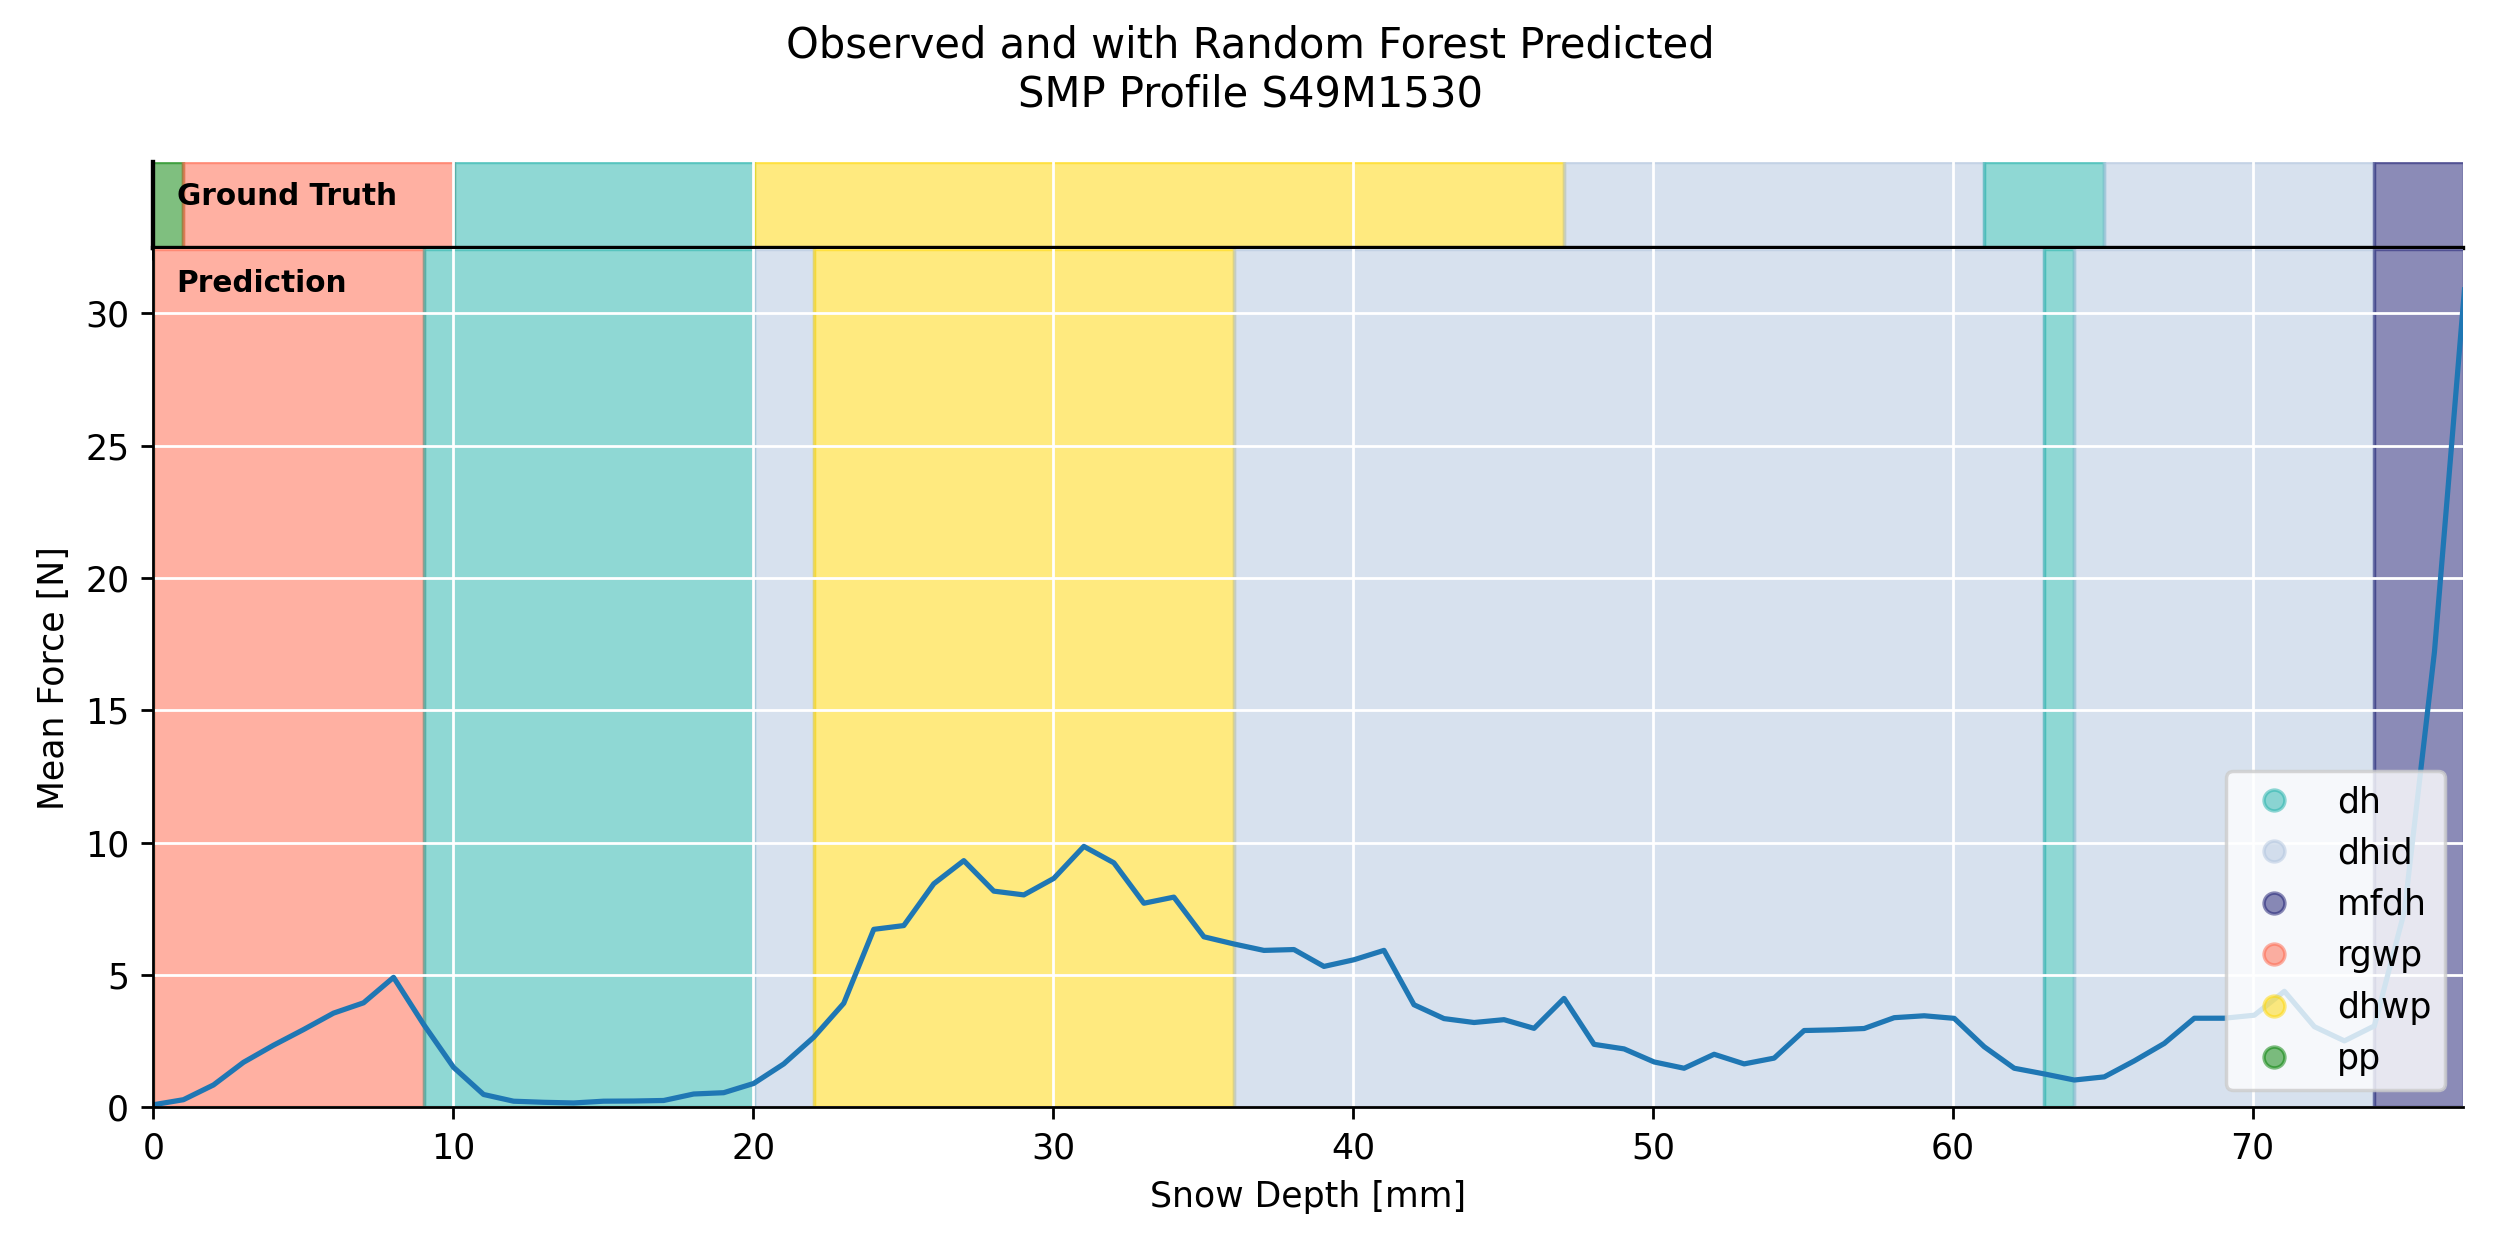 Observed and with Random Forest Predicted
SMP Profile S49M1530
Ground Truth
Prediction
30
25
20
15
10
5
0
Mean Force [N]
dh
dhid
mfdh
rgwp
dhwp
pp
0 10 20 30 40 50 60 70
Snow Depth [mm]